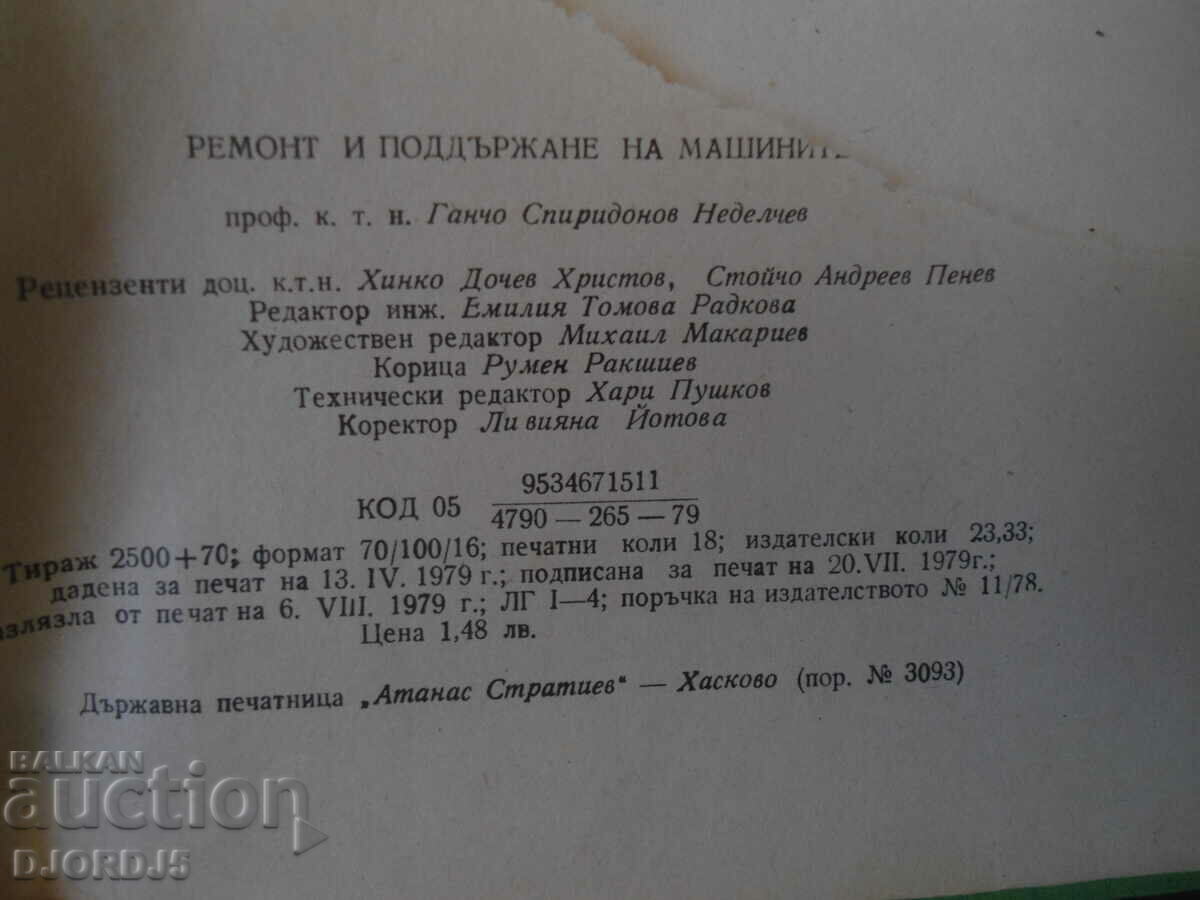 РЕМОНТ И ПОДДЪРЖАНЕ НА МАШИНИТЕ
проф. к. т. н. Ганчо Спиридонов Неделчев
Рецензенти доц. к.т.н. Хинко Дочев Христов, Стойчо Андреев Пенев
Редактор инж. Емилия Томова Радкова
Художествен редактор Михаил Макариев
Корица Румен Ракшиев
Технически редактор Хари Пушков
Коректор Ливияна Йотова
КОД 05 9534671511
4790 — 265 — 79
Тираж 2500+70; формат 70/100/16; печатни коли 18; издателски коли 23,33;
дадена за печат на 13. IV. 1979 г.; подписана за печат на 20. VII. 1979г.;
азлязла от печат на 6. VIII. 1979 г.; ЛГ I—4; поръчка на издателството № 11/78.
Цена 1,48 лв.
Държавна печатница „Атанас Стратиев“ — Хасково (пор. № 3093)
BALKAN
auction
DJORDJ5